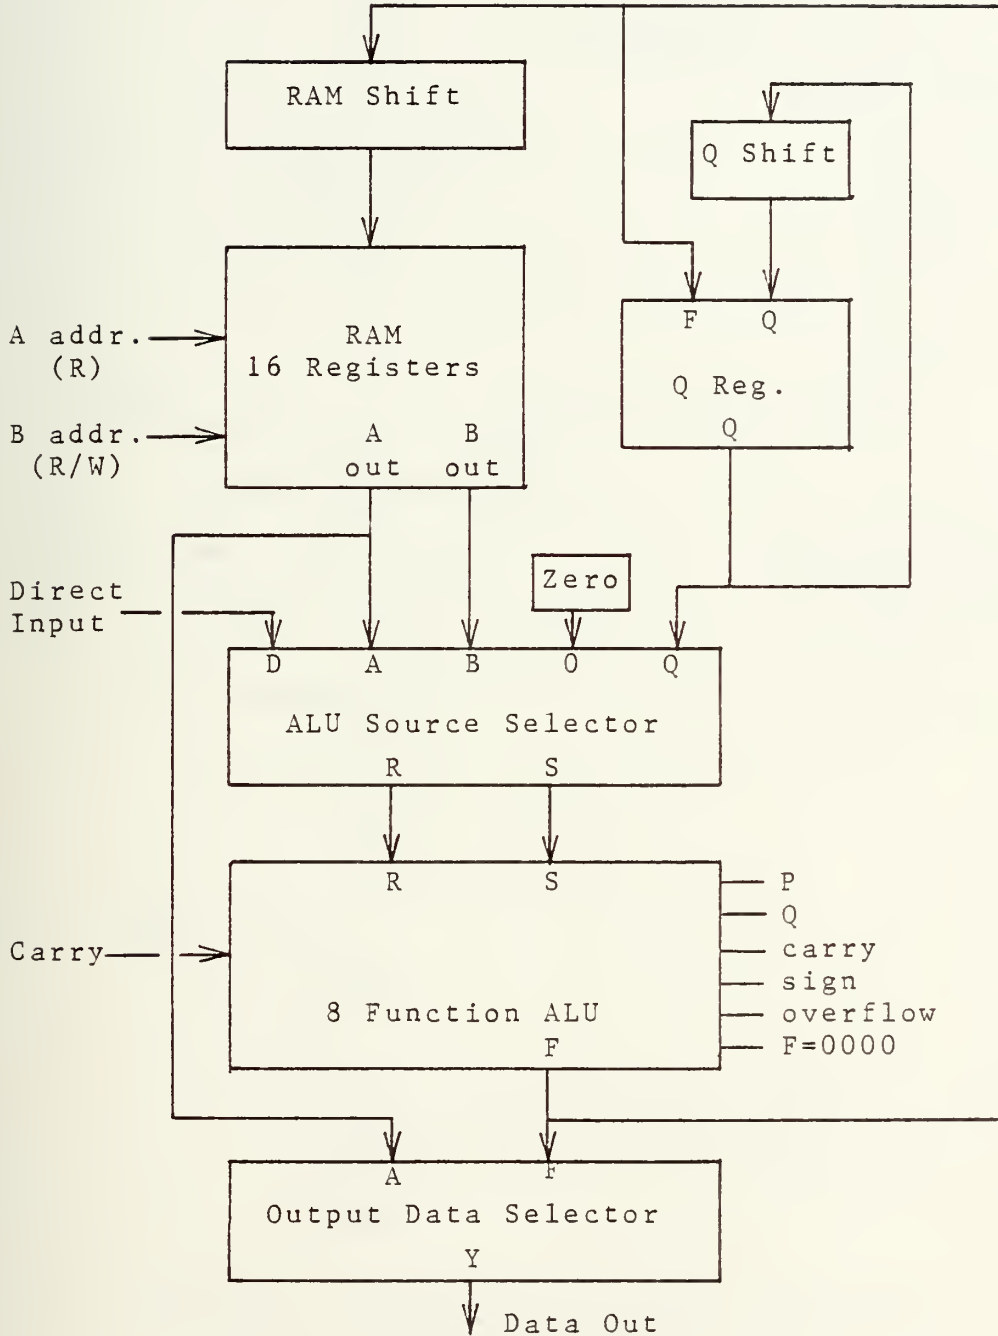 RAM Shift
Q Shift
A addr.
(R)
RAM
16 Registers
F Q
Q Reg.
Q
B addr.
(R/W)
A B
out out
Direct
Input
Zero
D A B 0 Q
ALU Source Selector
R S
R S
P
Q
Carry
carry
sign
8 Function ALU
overflow
F
F=0000
A F
Output Data Selector
Y
Data Out